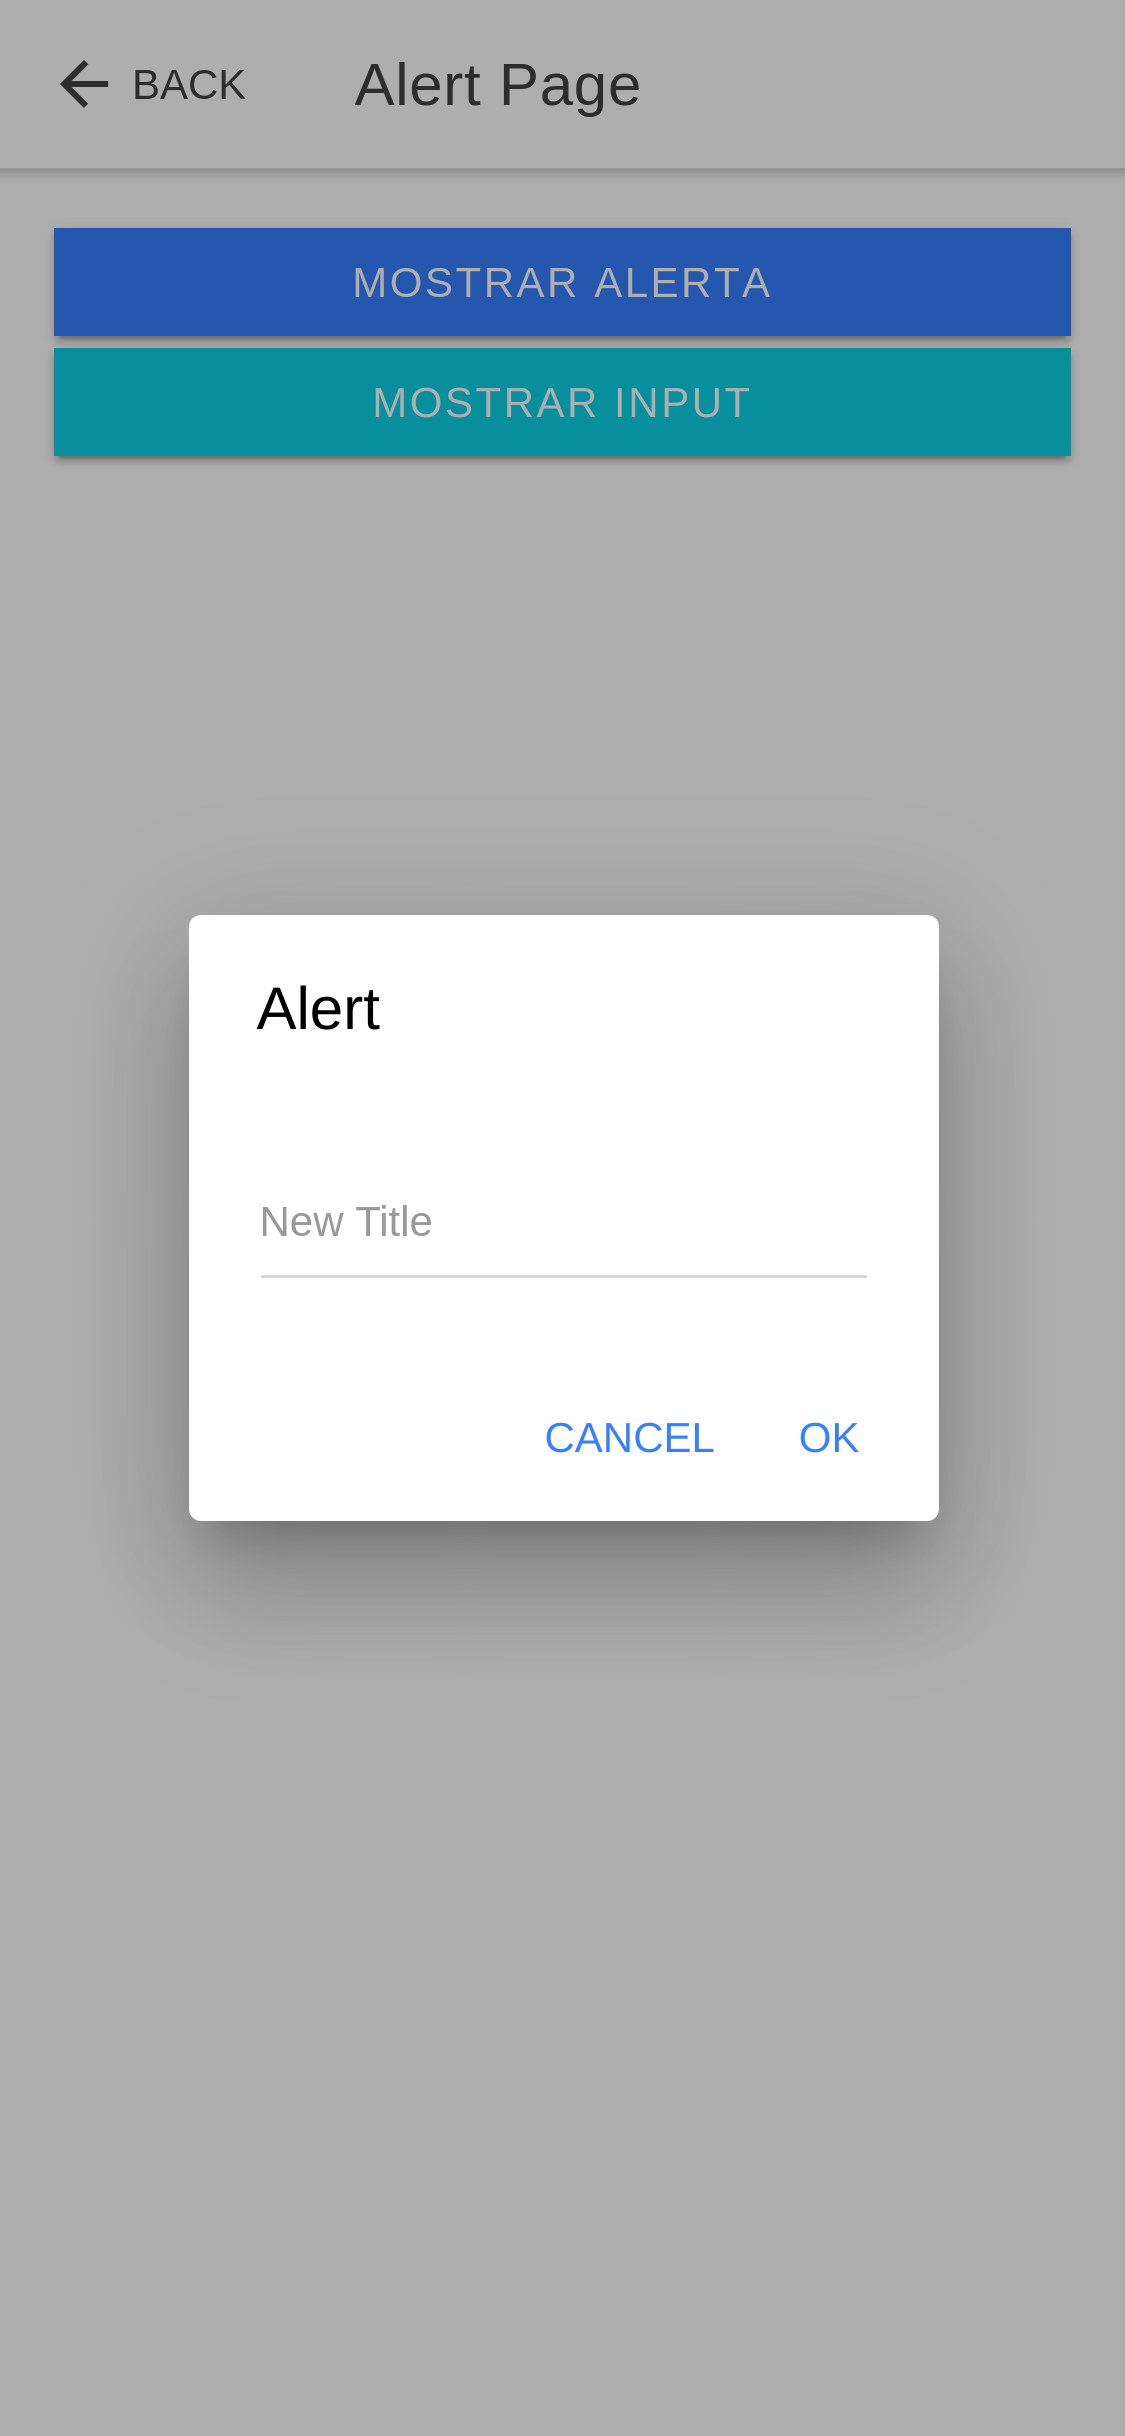 BACK Alert Page
MOSTRAR ALERTA
MOSTRAR INPUT
Alert
New Title
CANCEL OK